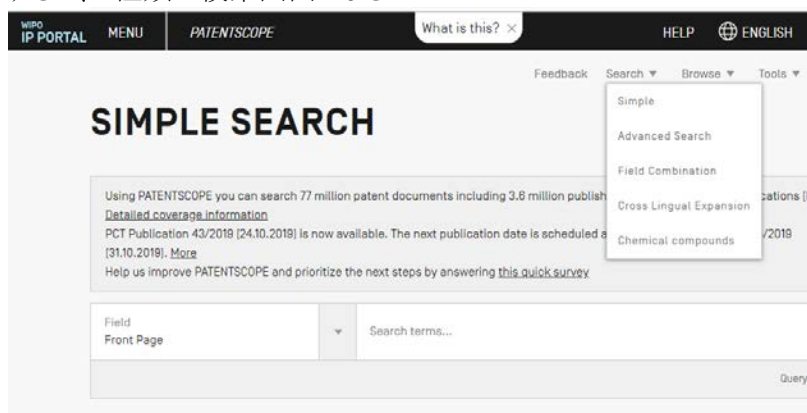 WIPO
IP PORTAL MENU PATENTSCOPE What is this? × HELP ENGLISH
Feedback Search ▼ Browse ▼ Tools ▼
SIMPLE SEARCH
Simple
Advanced Search
Field Combination
Cross Lingual Expansion
Chemical compounds
Using PATENTSCOPE you can search 77 million patent documents including 3.6 million publish cations (
Detailed coverage information
PCT Publication 43/2019 [24.10.2019] is now available. The next publication date is scheduled a /2019
[31.10.2019]. More
Help us improve PATENTSCOPE and prioritize the next steps by answering this quick survey
Field
Front Page
Search terms...
Query